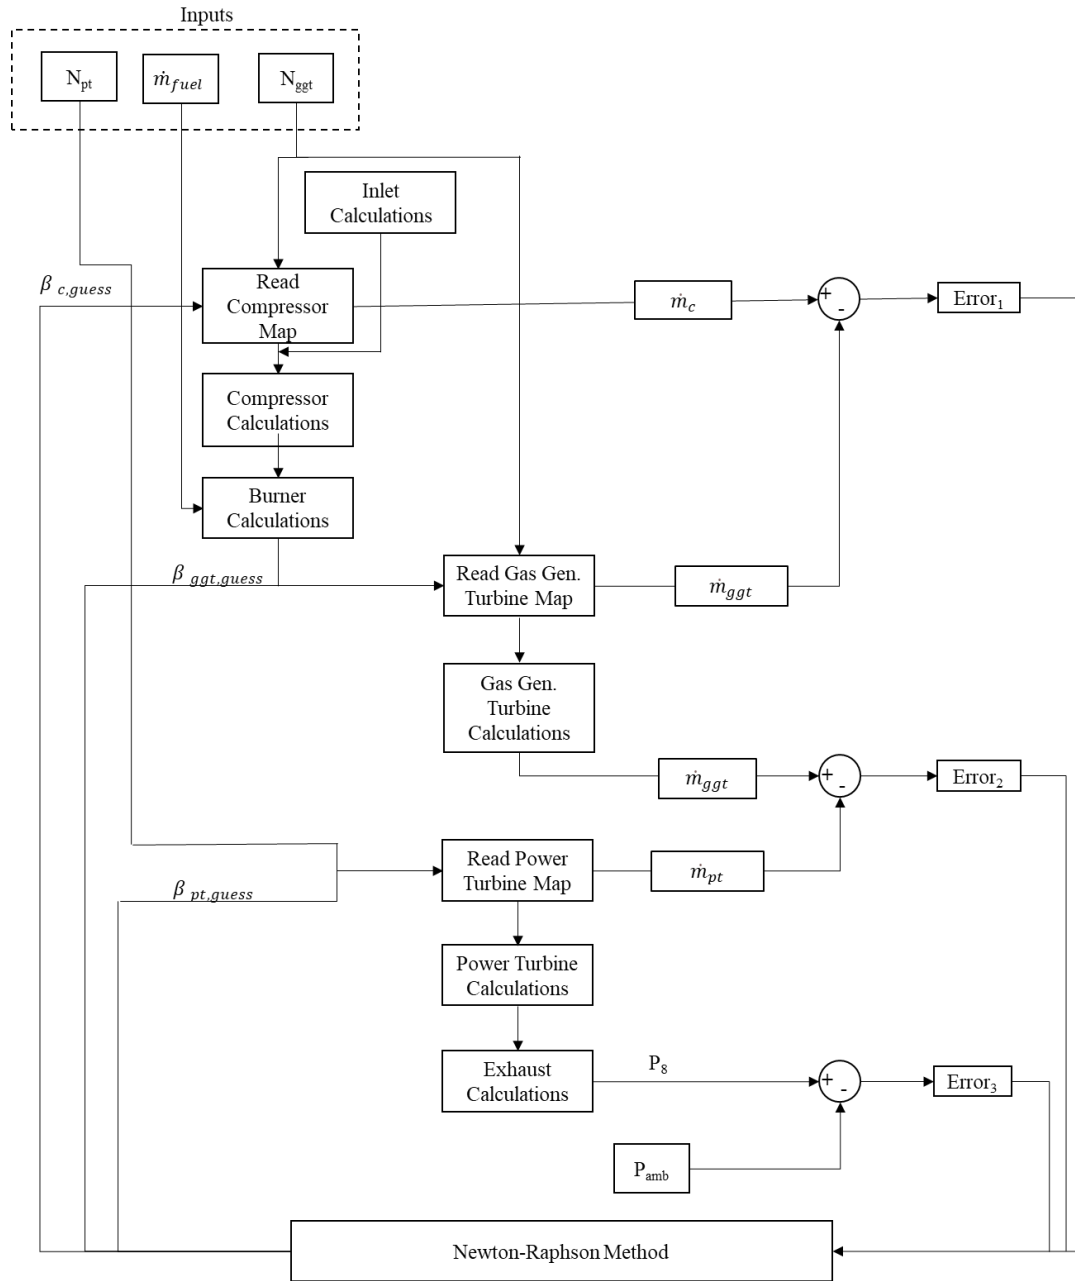 Inputs
N_pt
ṁ_fuel
N_ggt
Inlet
Calculations
β c,guess
Read
Compressor
Map
ṁ_c
+
-
Error₁
Compressor
Calculations
Burner
Calculations
β ggt,guess
Read Gas Gen.
Turbine Map
ṁ_ggt
Gas Gen.
Turbine
Calculations
ṁ_ggt
+
-
Error₂
Read Power
Turbine Map
ṁ_pt
β pt,guess
Power Turbine
Calculations
Exhaust
Calculations
P₈
+
-
Error₃
P_amb
Newton-Raphson Method